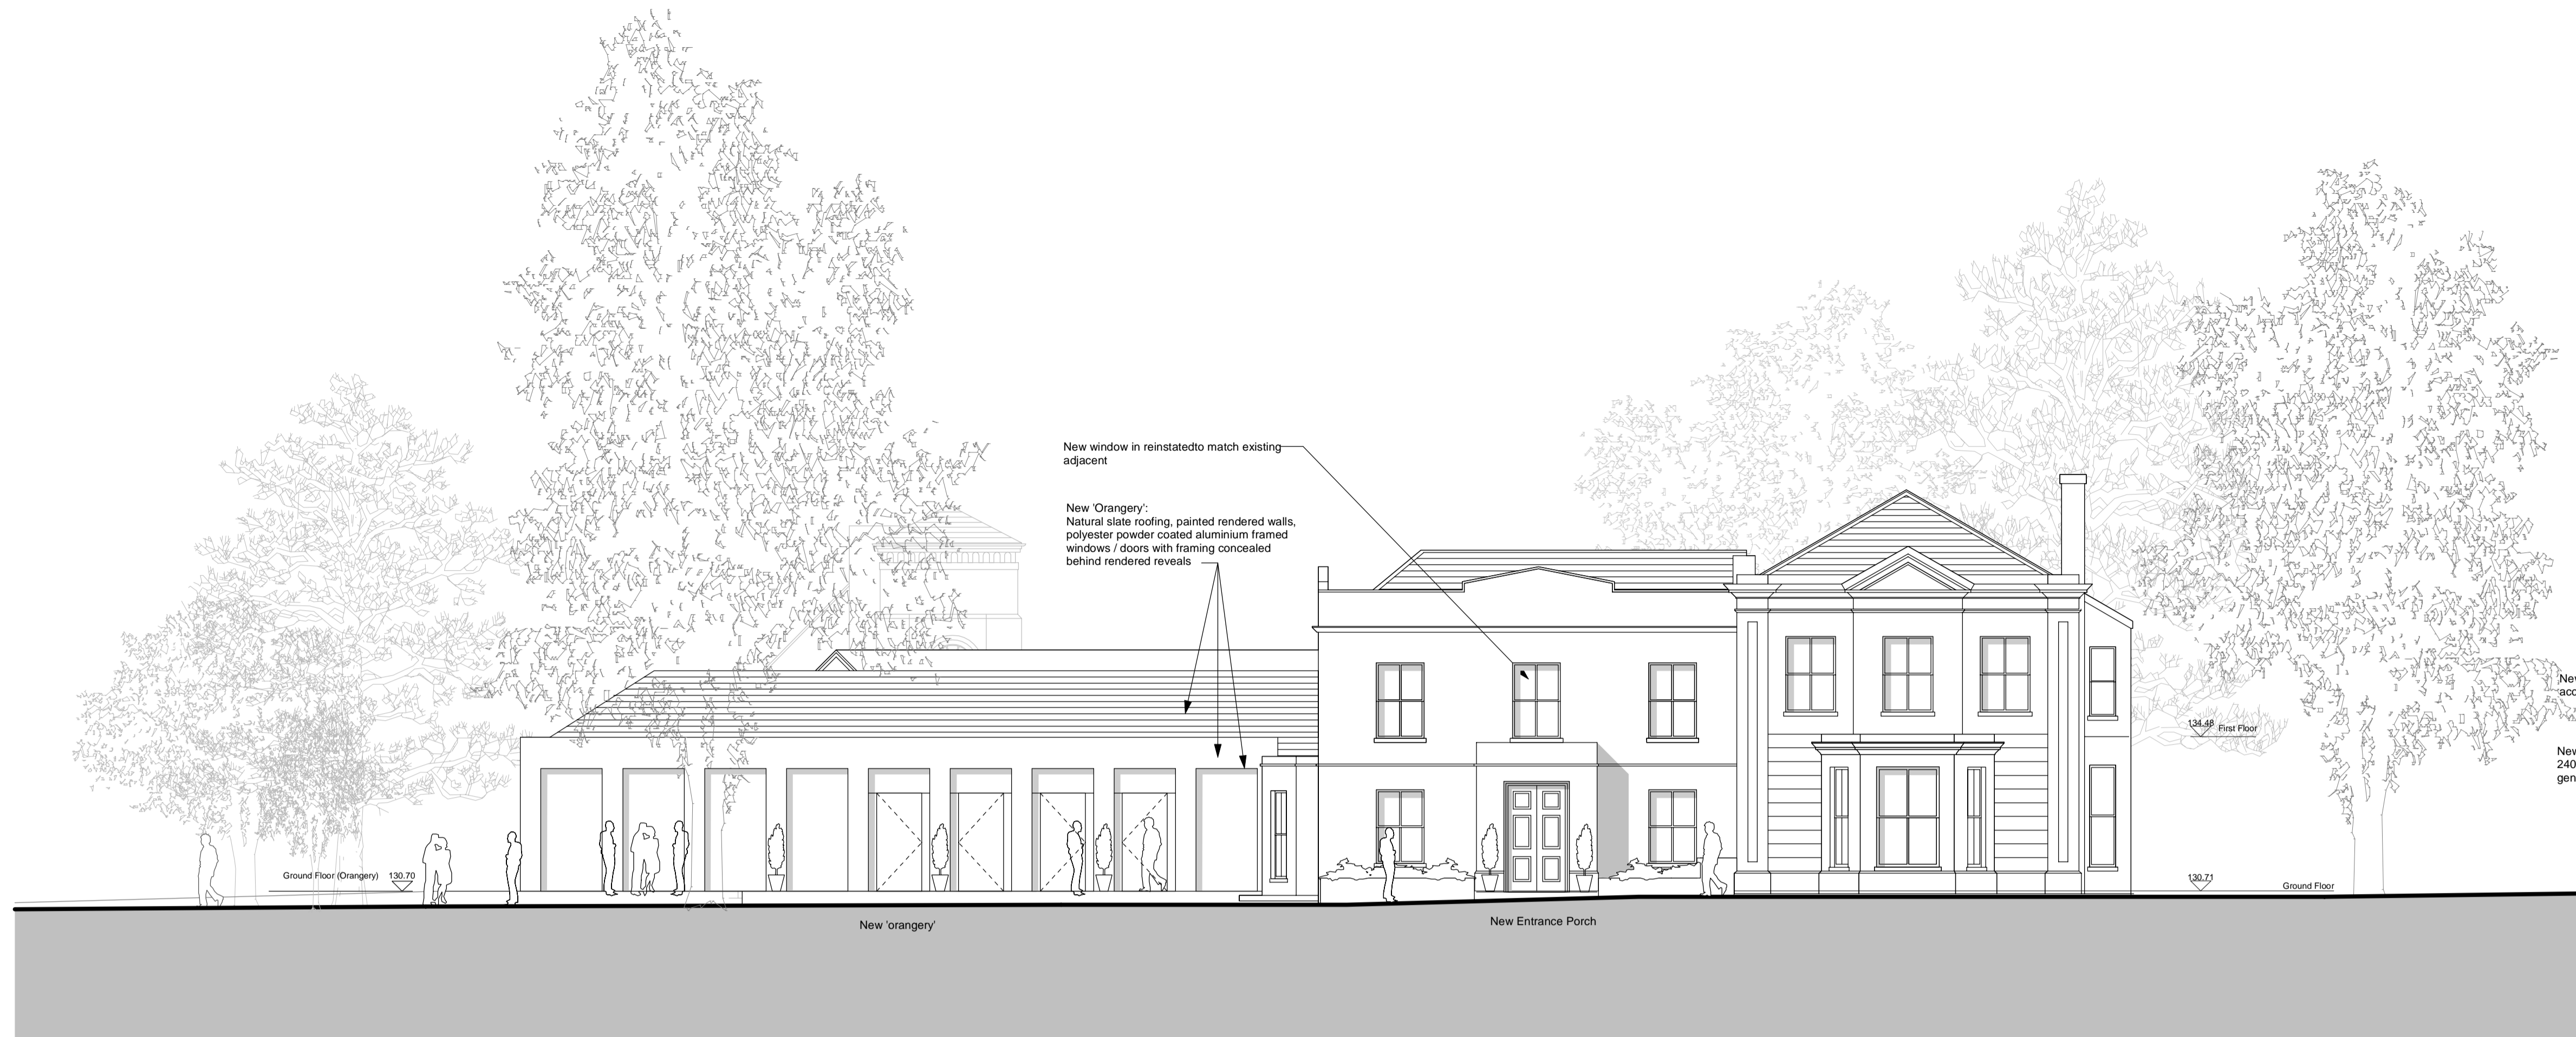 New window in reinstatedto match existing
adjacent
New 'Orangery':
Natural slate roofing, painted rendered walls,
polyester powder coated aluminium framed
windows / doors with framing concealed
behind rendered reveals
134.48 First Floor
Ground Floor (Orangery) 130.70
130.71 Ground Floor
New 'orangery'
New Entrance Porch
240